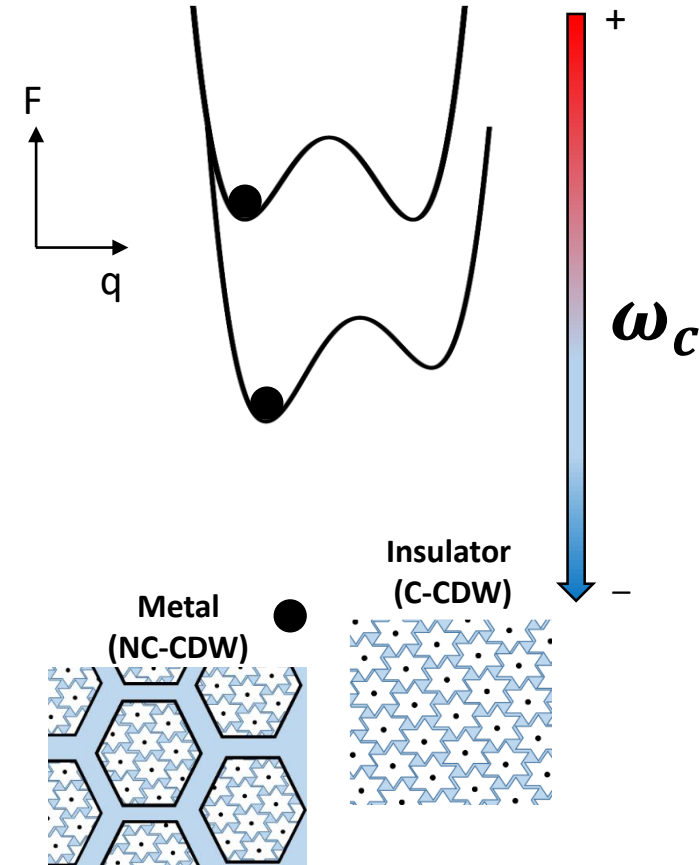 +
F
q
ω_c
Insulator
(C-CDW)
–
Metal
(NC-CDW)